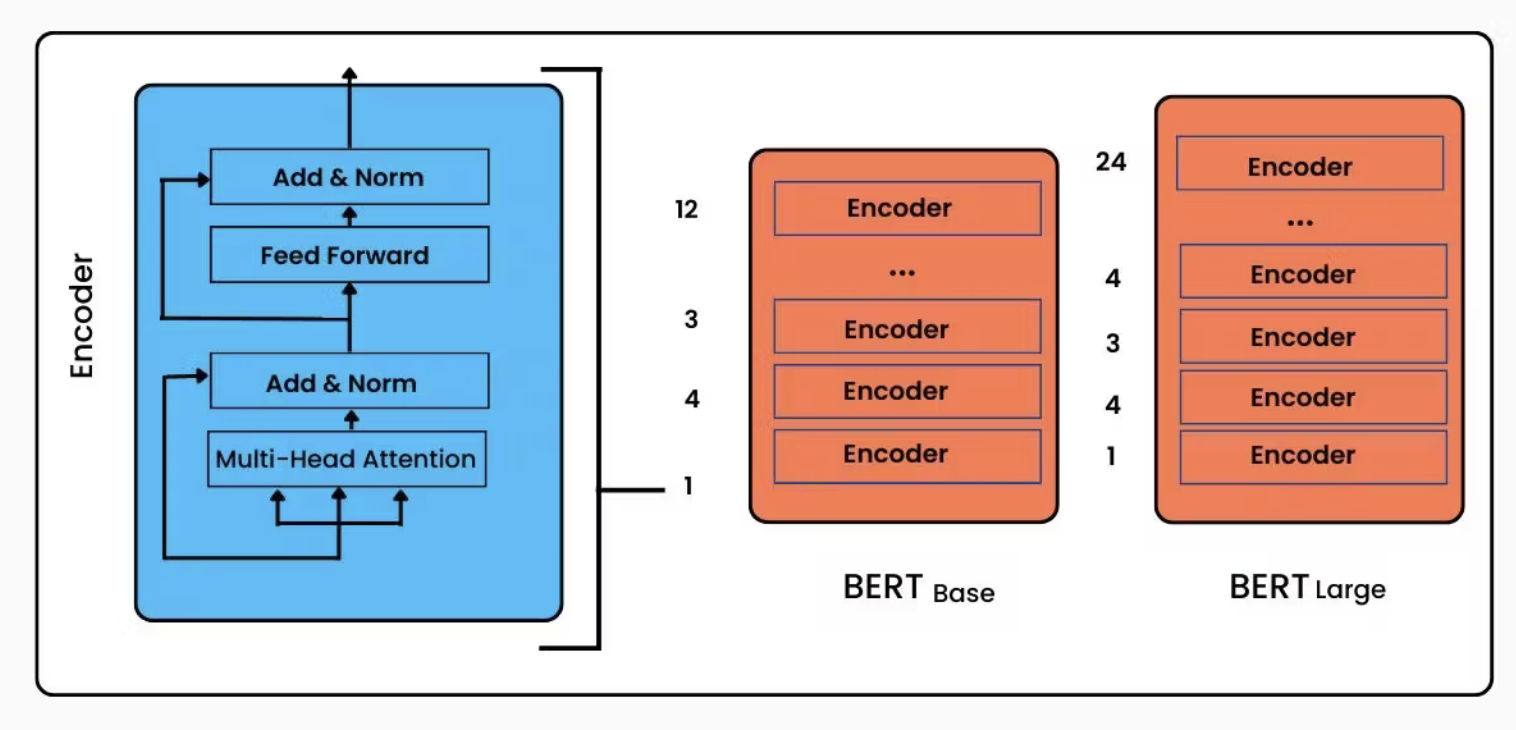 Encoder
Add & Norm
Feed Forward
Add & Norm
Multi-Head Attention
12
Encoder
...
3
Encoder
4
Encoder
1
Encoder
BERT Base
24
Encoder
...
4
Encoder
3
Encoder
4
Encoder
1
Encoder
BERT Large